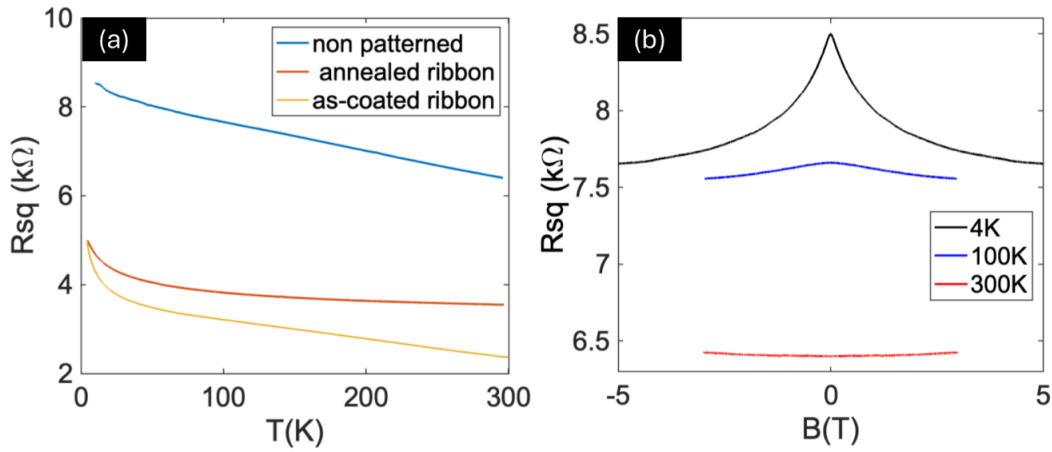 (a)
10
8
6
4
2
Rsq (kΩ)
non patterned
annealed ribbon
as-coated ribbon
0
100
200
300
T(K)
(b)
8.5
8
7.5
7
6.5
Rsq (kΩ)
4K
100K
300K
-5
0
5
B(T)